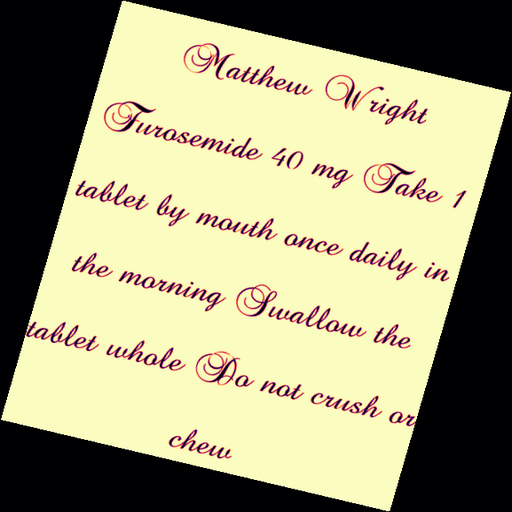 Matthew Wright
Furosemide 40 mg Take 1
tablet by mouth once daily in
the morning Swallow the
tablet whole Do not crush or
chew